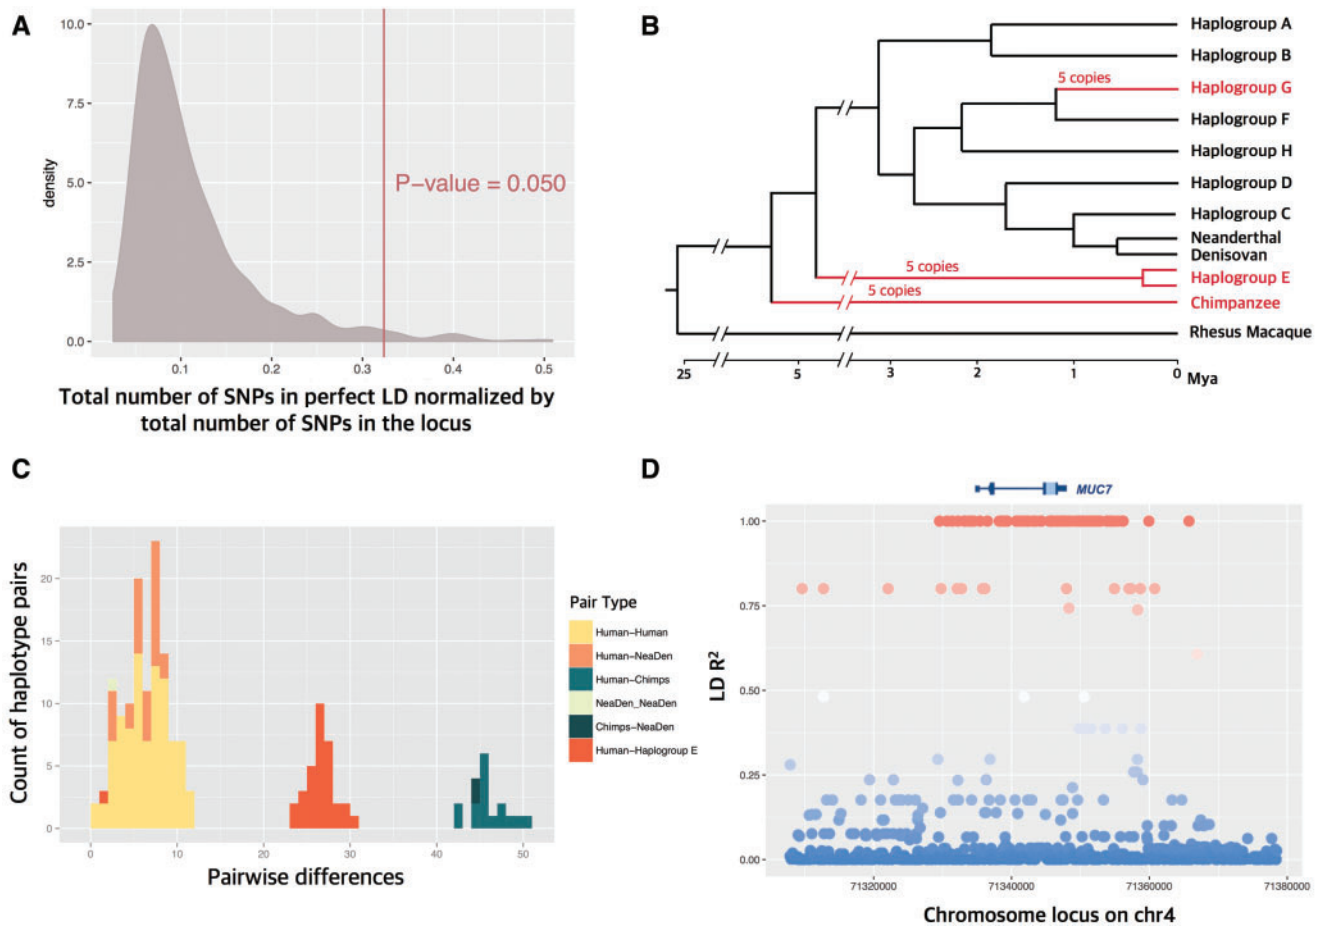 A
10.0
7.5
5.0
2.5
0.0
density
P-value = 0.050
0.1
0.2
0.3
0.4
0.5
Total number of SNPs in perfect LD normalized by
total number of SNPs in the locus
B
Haplogroup A
Haplogroup B
5 copies
Haplogroup G
Haplogroup F
Haplogroup H
Haplogroup D
Haplogroup C
Neanderthal
Denisovan
5 copies
Haplogroup E
5 copies
Chimpanzee
Rhesus Macaque
25
5
3
2
1
0
Mya
C
Count of haplotype pairs
20
15
10
5
0
0
10
20
30
40
50
Pairwise differences
Pair Type
Human-Human
Human-NeaDen
Human-Chimps
NeaDen_NeaDen
Chimps-NeaDen
Human-Haplogroup E
D
MUC7
LD R²
1.00
0.75
0.50
0.25
0.00
71320000
71340000
71360000
71380000
Chromosome locus on chr4